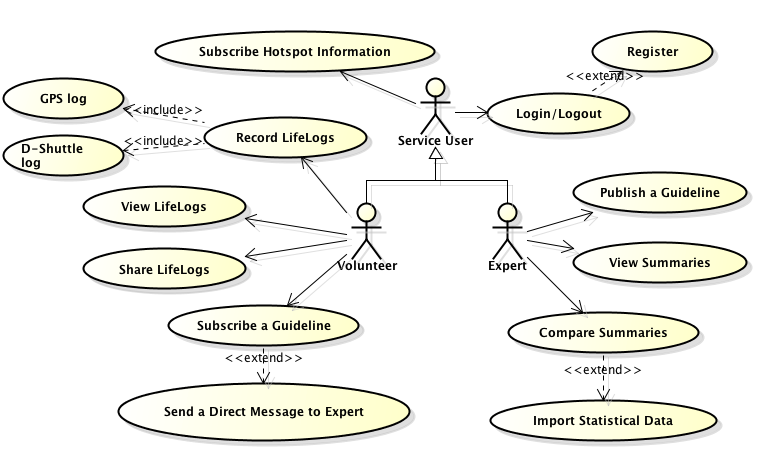 Subscribe Hotspot Information
Register
<<extend>>
GPS log
<<include>>
Login/Logout
Service User
Record LifeLogs
<<include>>
D-Shuttle
log
View LifeLogs
Publish a Guideline
Share LifeLogs
Volunteer
Expert
View Summaries
Subscribe a Guideline
Compare Summaries
<<extend>>
<<extend>>
Send a Direct Message to Expert
Import Statistical Data